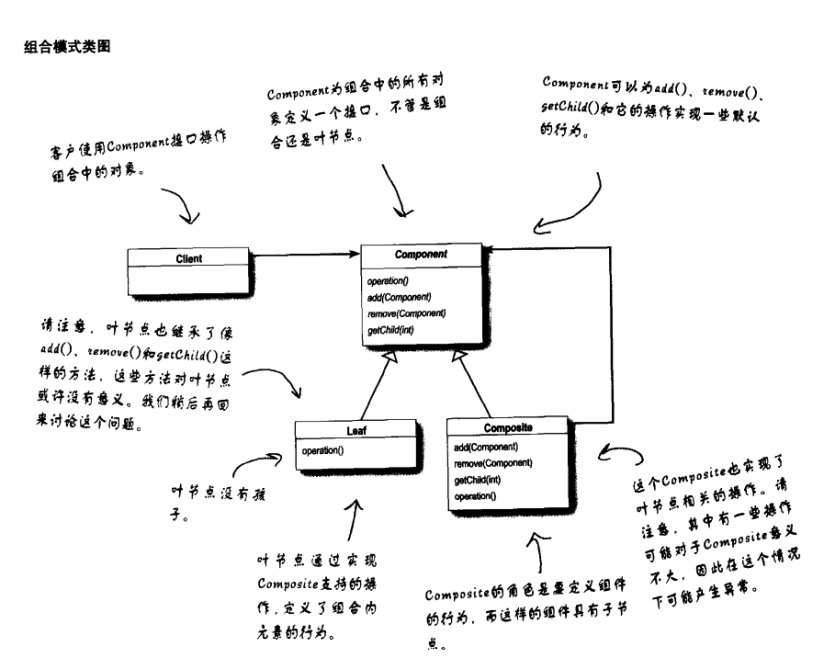 组合模式类图
Component为组合中的所有对
象定义一个接口，不管是组
合还是叶节点。
Component可以为add()、remove()、
getChild()和它的操作实现一些默认
的行为。
客户使用Component接口操作
组合中的对象。
Client
Component
operation()
add(Component)
remove(Component)
getChild(int)
请注意，叶节点也继承了像
add()、remove()和getChild()这
样的方法，这些方法对叶节点
或许没有意义。我们稍后再回
来讨论这个问题。
Leaf
operation()
Composite
add(Component)
remove(Component)
getChild(int)
operation()
叶节点没有孩
子。
这个Composite也实现了
叶节点相关的操作。请
注意，其中有一些操作
可能对于Composite意义
不大，因此在这个情况
下可能产生异常。
叶节点通过实现
Composite支持的操
作，定义了组合内
元素的行为。
Composite的角色是要定义组件
的行为，而这样的组件具有子节
点。